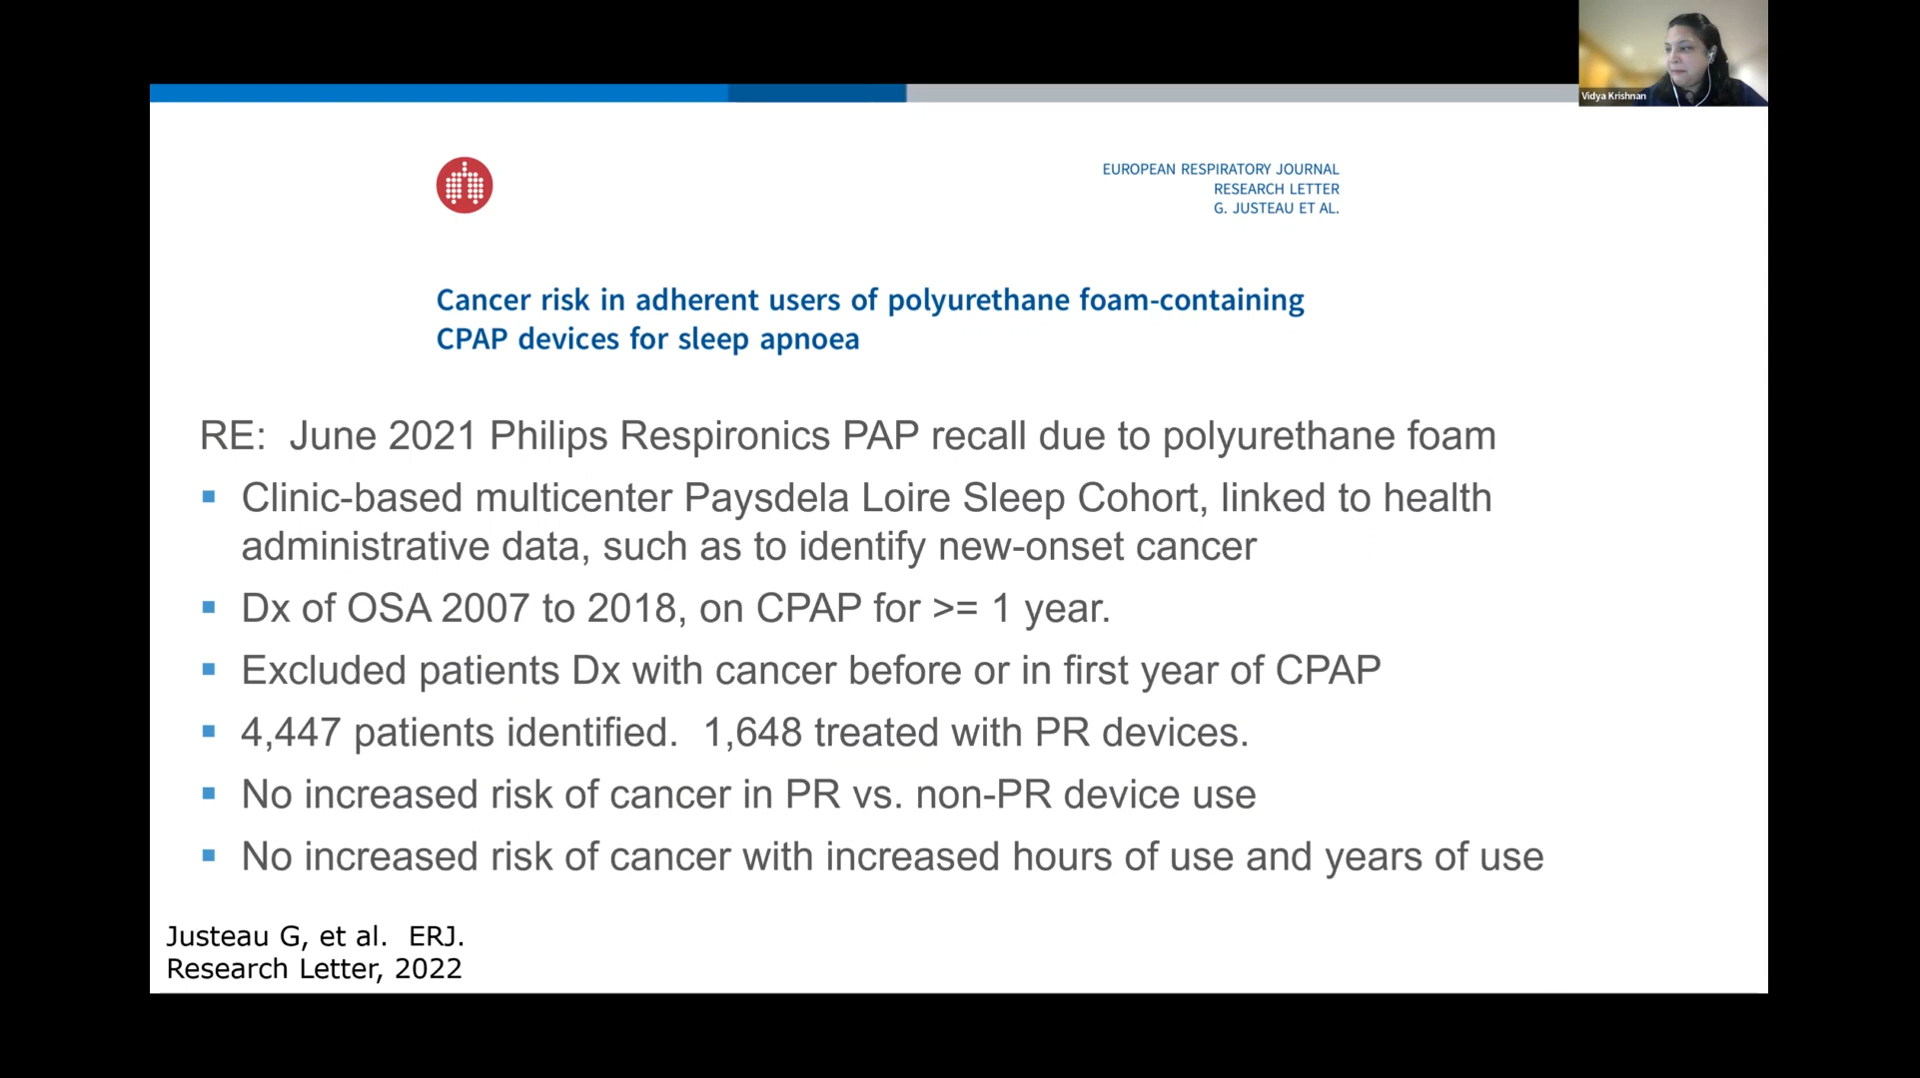 Vidya Krishnan
EUROPEAN RESPIRATORY JOURNAL
RESEARCH LETTER
G. JUSTEAU ET AL.
Cancer risk in adherent users of polyurethane foam-containing
CPAP devices for sleep apnoea
RE:  June 2021 Philips Respironics PAP recall due to polyurethane foam
▪ Clinic-based multicenter Paysdela Loire Sleep Cohort, linked to health
administrative data, such as to identify new-onset cancer
▪ Dx of OSA 2007 to 2018, on CPAP for >= 1 year.
▪ Excluded patients Dx with cancer before or in first year of CPAP
▪ 4,447 patients identified.  1,648 treated with PR devices.
▪ No increased risk of cancer in PR vs. non-PR device use
▪ No increased risk of cancer with increased hours of use and years of use
Justeau G, et al.  ERJ.
Research Letter, 2022